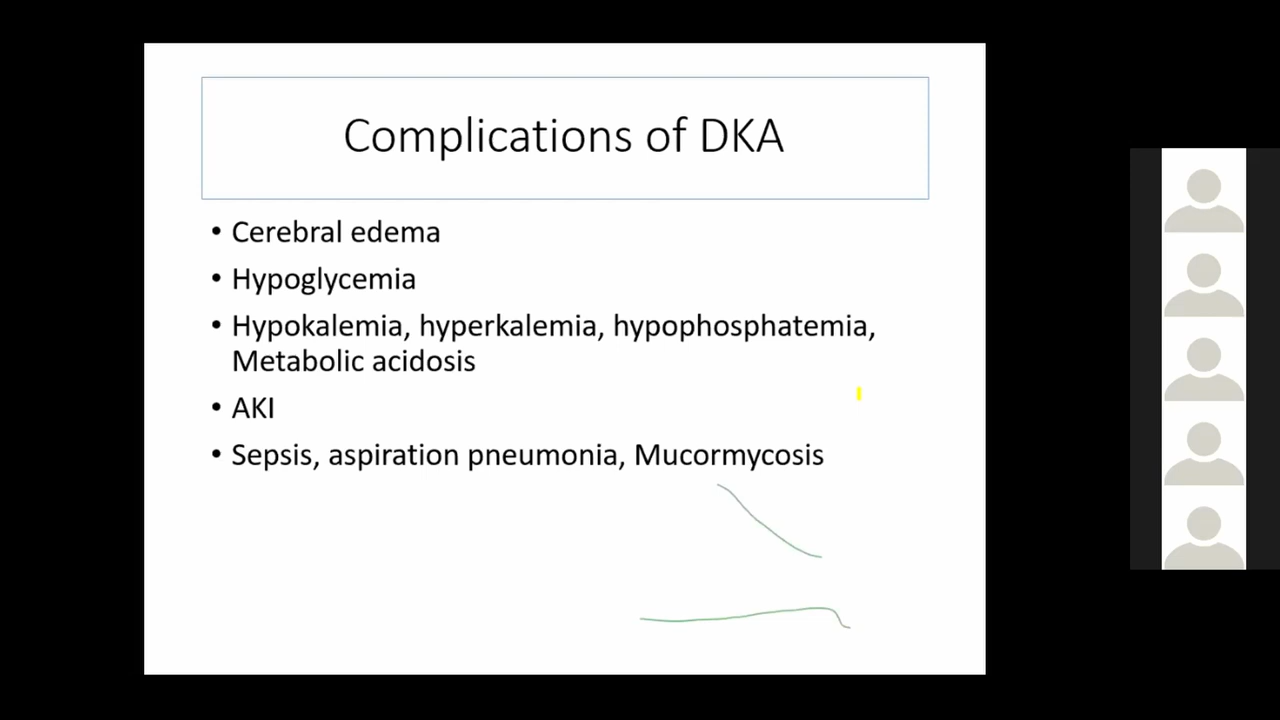 Complications of DKA
• Cerebral edema
• Hypoglycemia
• Hypokalemia, hyperkalemia, hypophosphatemia,
Metabolic acidosis
• AKI
• Sepsis, aspiration pneumonia, Mucormycosis